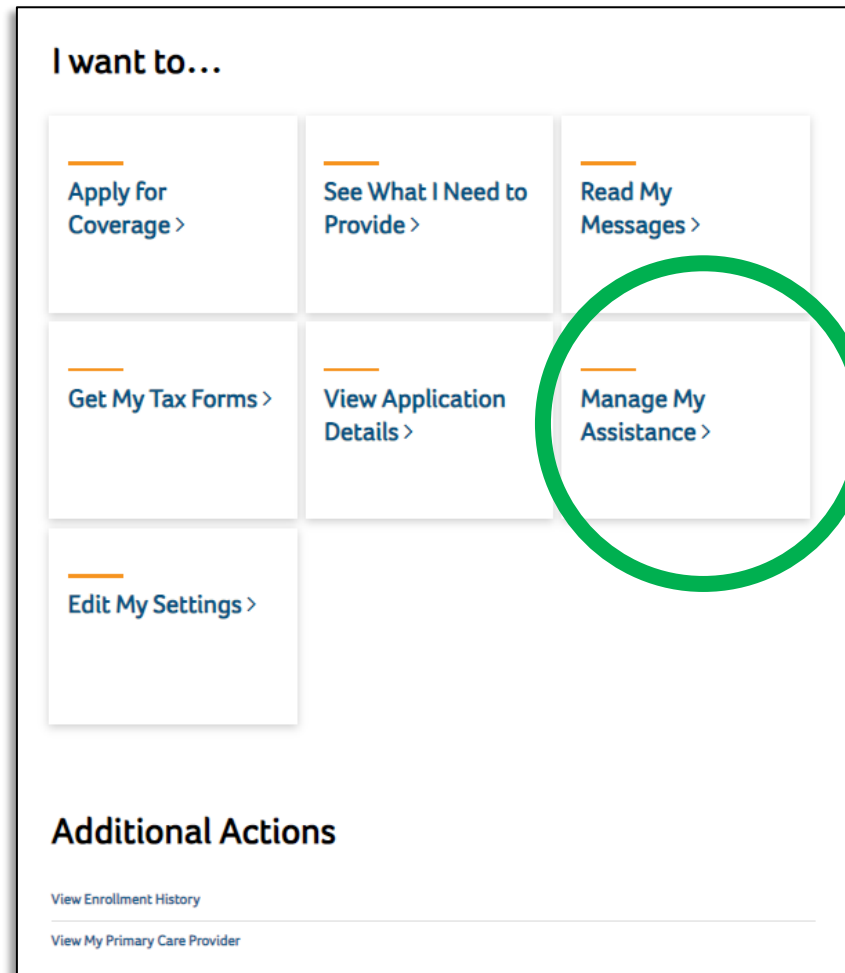 I want to...
Apply for
Coverage >
See What I Need to
Provide >
Read My
Messages >
Get My Tax Forms >
View Application
Details >
Manage My
Assistance >
Edit My Settings >
Additional Actions
View Enrollment History
View My Primary Care Provider